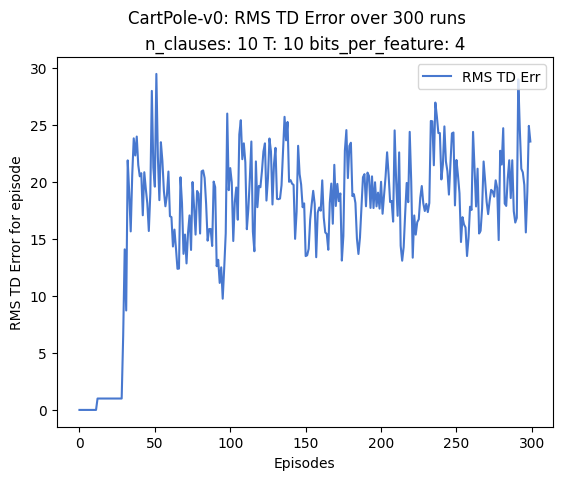 CartPole-v0: RMS TD Error over 300 runs
n_clauses: 10 T: 10 bits_per_feature: 4
RMS TD Err
RMS TD Error for episode
30
25
20
15
10
5
0
0 50 100 150 200 250 300
Episodes